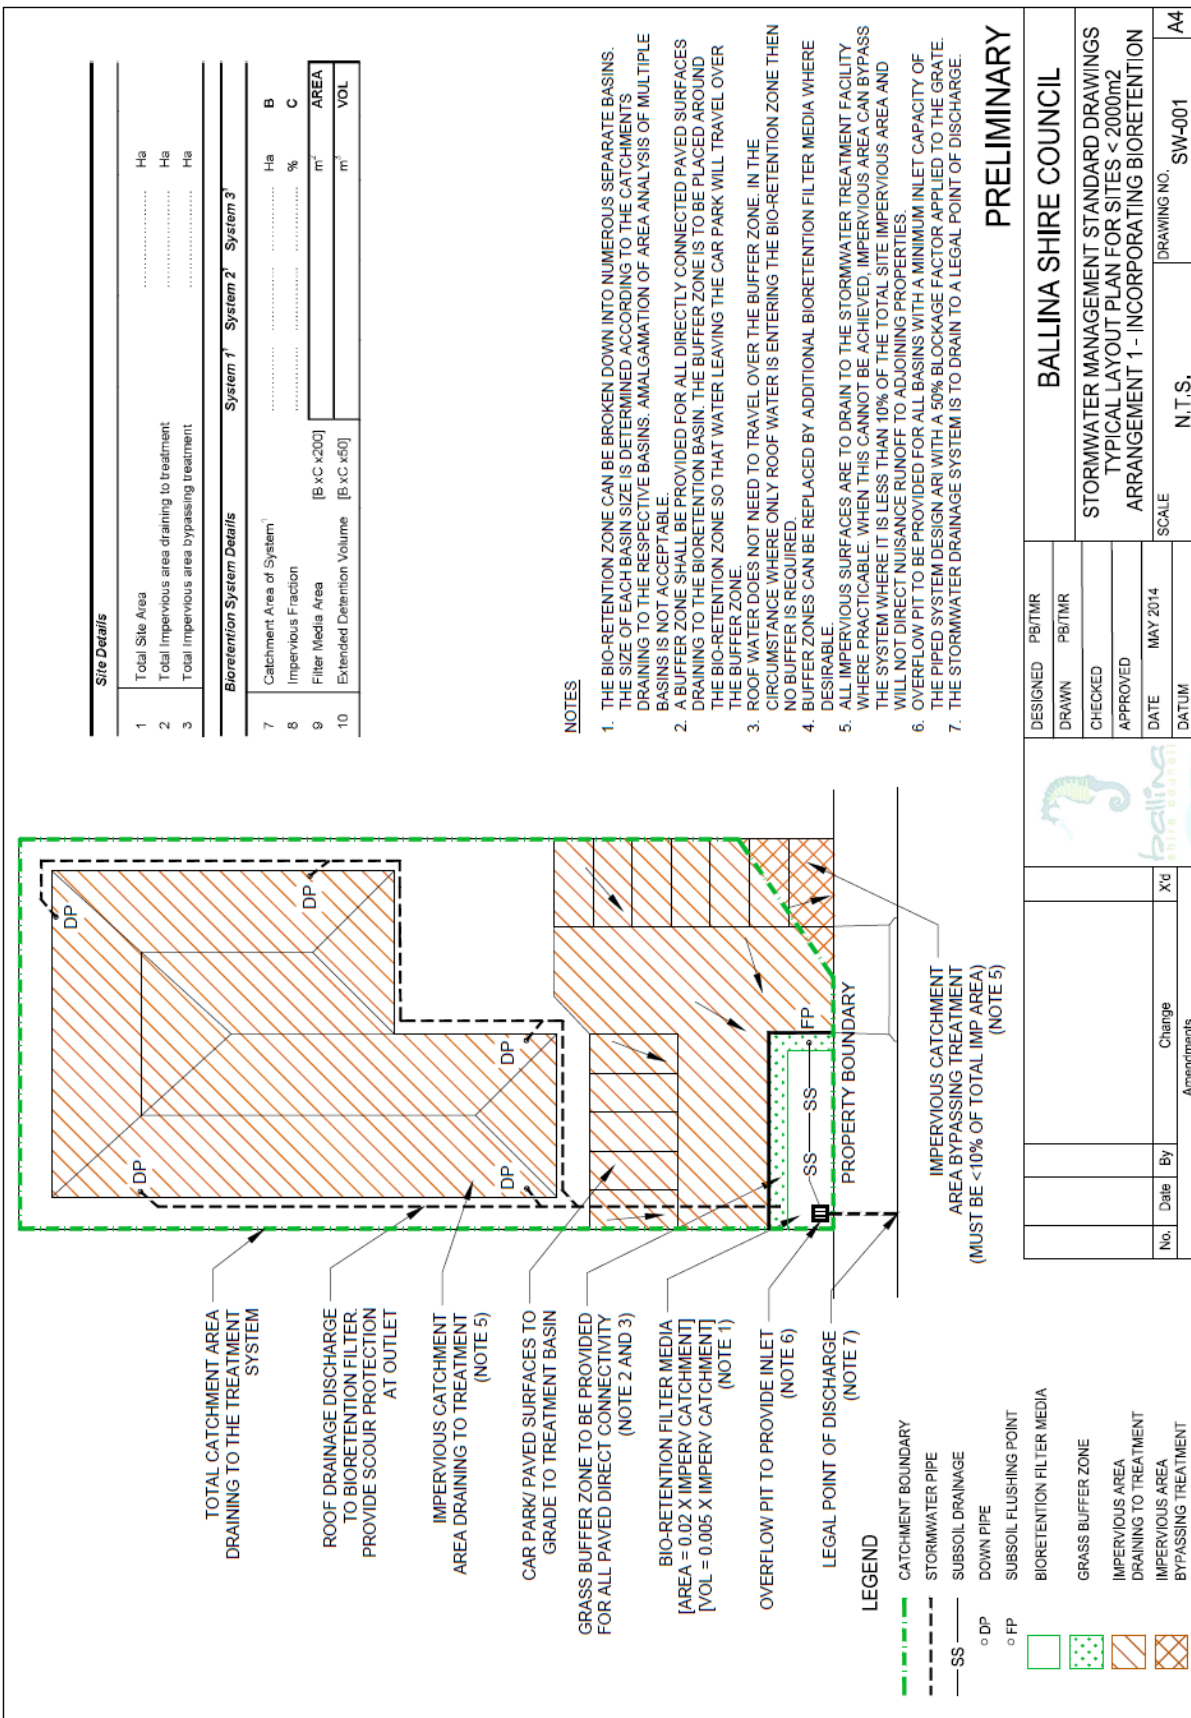 TOTAL CATCHMENT AREA
DRAINING TO THE TREATMENT
SYSTEM
ROOF DRAINAGE DISCHARGE
TO BIORETENTION FILTER.
PROVIDE SCOUR PROTECTION
AT OUTLET
IMPERVIOUS CATCHMENT
AREA DRAINING TO TREATMENT
(NOTE 5)
CAR PARK/ PAVED SURFACES TO
GRADE TO TREATMENT BASIN
GRASS BUFFER ZONE TO BE PROVIDED
FOR ALL PAVED DIRECT CONNECTIVITY
(NOTE 2 AND 3)
BIO-RETENTION FILTER MEDIA
[AREA = 0.02 X IMPERV CATCHMENT]
[VOL = 0.005 X IMPERV CATCHMENT]
(NOTE 1)
OVERFLOW PIT TO PROVIDE INLET
(NOTE 6)
LEGAL POINT OF DISCHARGE
(NOTE 7)
DP
DP
DP
DP
DP
SS
SS
FP
PROPERTY BOUNDARY
IMPERVIOUS CATCHMENT
AREA BYPASSING TREATMENT
(MUST BE <10% OF TOTAL IMP AREA)
(NOTE 5)
LEGEND
CATCHMENT BOUNDARY
STORMWATER PIPE
SS SUBSOIL DRAINAGE
DP DOWN PIPE
FP SUBSOIL FLUSHING POINT
BIORETENTION FILTER MEDIA
GRASS BUFFER ZONE
IMPERVIOUS AREA
DRAINING TO TREATMENT
IMPERVIOUS AREA
BYPASSING TREATMENT
Site Details
1 Total Site Area .............. Ha
2 Total Impervious area draining to treatment .............. Ha
3 Total Impervious area bypassing treatment .............. Ha
Bioretention System Details System 1¹ System 2¹ System 3¹
7 Catchment Area of System¹ .............. .............. .............. Ha B
8 Impervious Fraction .............. .............. .............. % C
9 Filter Media Area [B x C x200] m² AREA
10 Extended Detention Volume [B x C x50] m³ VOL
NOTES
1. THE BIO-RETENTION ZONE CAN BE BROKEN DOWN INTO NUMEROUS SEPARATE BASINS.
THE SIZE OF EACH BASIN SIZE IS DETERMINED ACCORDING TO THE CATCHMENTS
DRAINING TO THE RESPECTIVE BASINS. AMALGAMATION OF AREA ANALYSIS OF MULTIPLE
BASINS IS NOT ACCEPTABLE.
2. A BUFFER ZONE SHALL BE PROVIDED FOR ALL DIRECTLY CONNECTED PAVED SURFACES
DRAINING TO THE BIORETENTION BASIN. THE BUFFER ZONE IS TO BE PLACED AROUND
THE BIO-RETENTION ZONE SO THAT WATER LEAVING THE CAR PARK WILL TRAVEL OVER
THE BUFFER ZONE.
3. ROOF WATER DOES NOT NEED TO TRAVEL OVER THE BUFFER ZONE. IN THE
CIRCUMSTANCE WHERE ONLY ROOF WATER IS ENTERING THE BIO-RETENTION ZONE THEN
NO BUFFER IS REQUIRED.
4. BUFFER ZONES CAN BE REPLACED BY ADDITIONAL BIORETENTION FILTER MEDIA WHERE
DESIRABLE.
5. ALL IMPERVIOUS SURFACES ARE TO DRAIN TO THE STORMWATER TREATMENT FACILITY
WHERE PRACTICABLE. WHEN THIS CANNOT BE ACHIEVED, IMPERVIOUS AREA CAN BYPASS
THE SYSTEM WHERE IT IS LESS THAN 10% OF THE TOTAL SITE IMPERVIOUS AREA AND
WILL NOT DIRECT NUISANCE RUNOFF TO ADJOINING PROPERTIES.
6. OVERFLOW PIT TO BE PROVIDED FOR ALL BASINS WITH A MINIMUM INLET CAPACITY OF
THE PIPED SYSTEM DESIGN ARI WITH A 50% BLOCKAGE FACTOR APPLIED TO THE GRATE.
7. THE STORMWATER DRAINAGE SYSTEM IS TO DRAIN TO A LEGAL POINT OF DISCHARGE.
PRELIMINARY
No. Date By Change X'd
Amendments
ballina
shire council
DESIGNED PB/TMR
DRAWN PB/TMR
CHECKED
APPROVED
DATE MAY 2014
DATUM
BALLINA SHIRE COUNCIL
STORMWATER MANAGEMENT STANDARD DRAWINGS
TYPICAL LAYOUT PLAN FOR SITES < 2000m2
ARRANGEMENT 1 - INCORPORATING BIORETENTION
SCALE N.T.S.
DRAWING NO. SW-001
A4